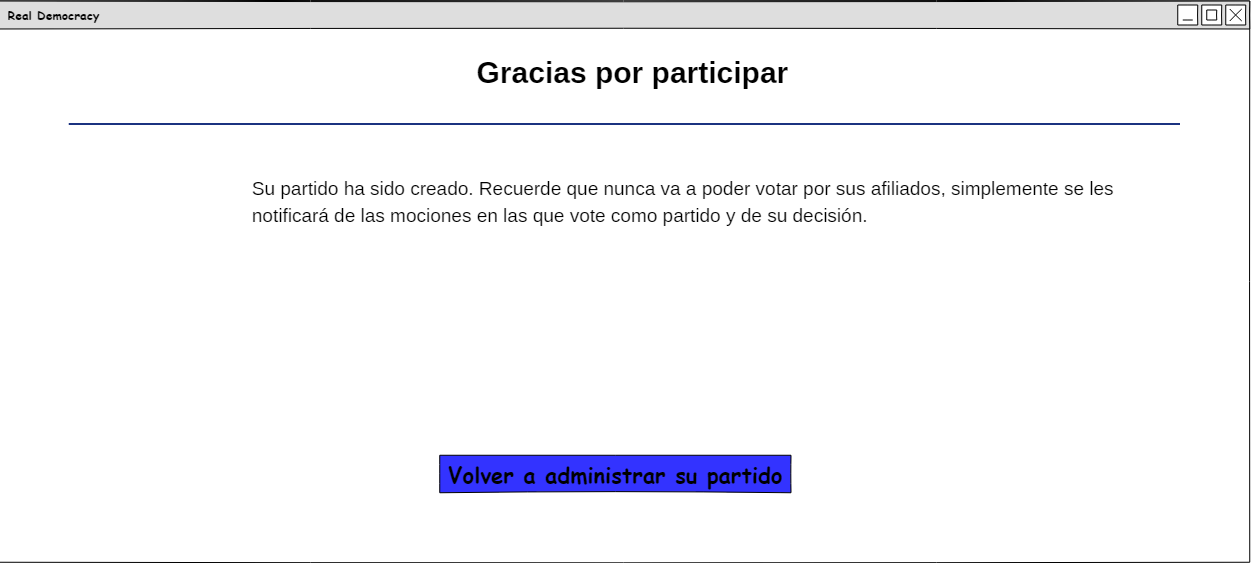 Real Democracy
Gracias por participar
Su partido ha sido creado. Recuerde que nunca va a poder votar por sus afiliados, simplemente se les
notificará de las mociones en las que vote como partido y de su decisión.
Volver a administrar su partido